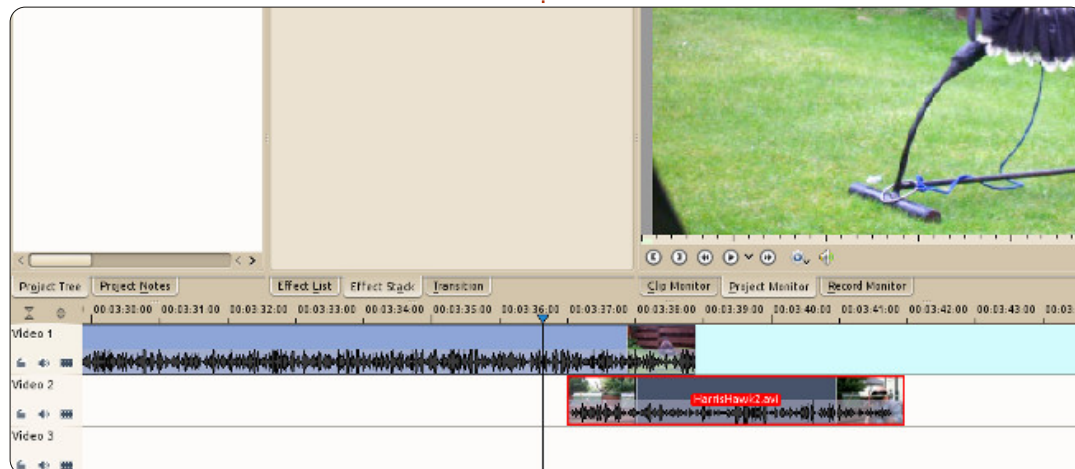 Project Tree Project Notes Effect List Effect Stack Transition Clip Monitor Project Monitor Record Monitor
00:03:30:00 00:03:31:00 00:03:32:00 00:03:33:00 00:03:34:00 00:03:35:00 00:03:36:00 00:03:37:00 00:03:38:00 00:03:39:00 00:03:40:00 00:03:41:00 00:03:42:00 00:03:43:00 00:03:
Video 1
Video 2
HarrisHawk2.avi
Video 3